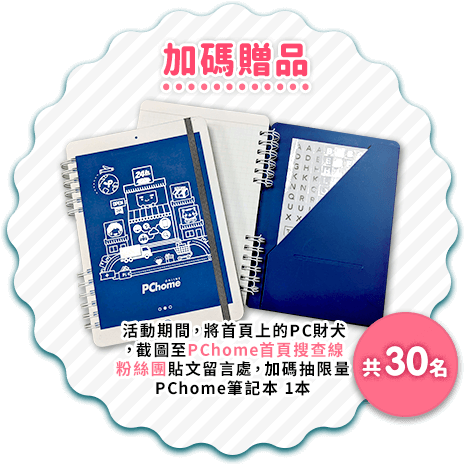 加碼贈品
24h
OPEN
ONLINE
PChome
活動期間，將首頁上的PC財犬
，截圖至PChome首頁搜查線
粉絲團貼文留言處，加碼抽限量
PChome筆記本 1本
共30名